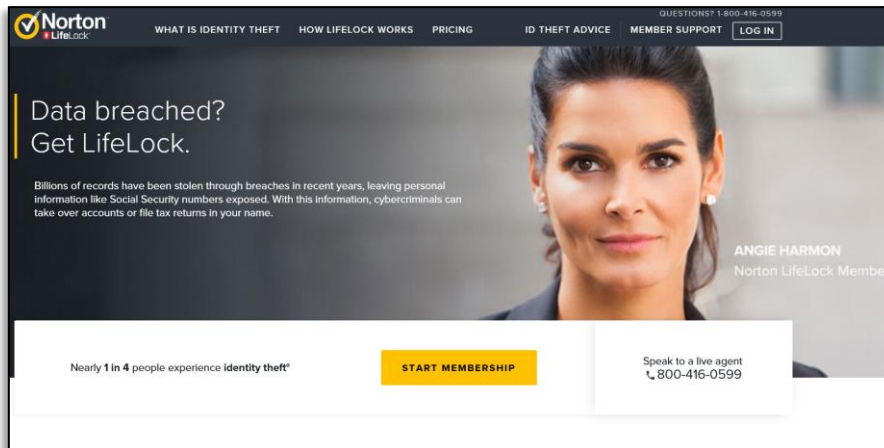 QUESTIONS? 1-800-416-0599
Norton
LifeLock
WHAT IS IDENTITY THEFT HOW LIFELOCK WORKS PRICING ID THEFT ADVICE MEMBER SUPPORT LOG IN
Data breached?
Get LifeLock.
Billions of records have been stolen through breaches in recent years, leaving personal
information like Social Security numbers exposed. With this information, cybercriminals can
take over accounts or file tax returns in your name.
ANGIE HARMON
Norton LifeLock Membe
Nearly 1 in 4 people experience identity theft°
START MEMBERSHIP
Speak to a live agent
800-416-0599